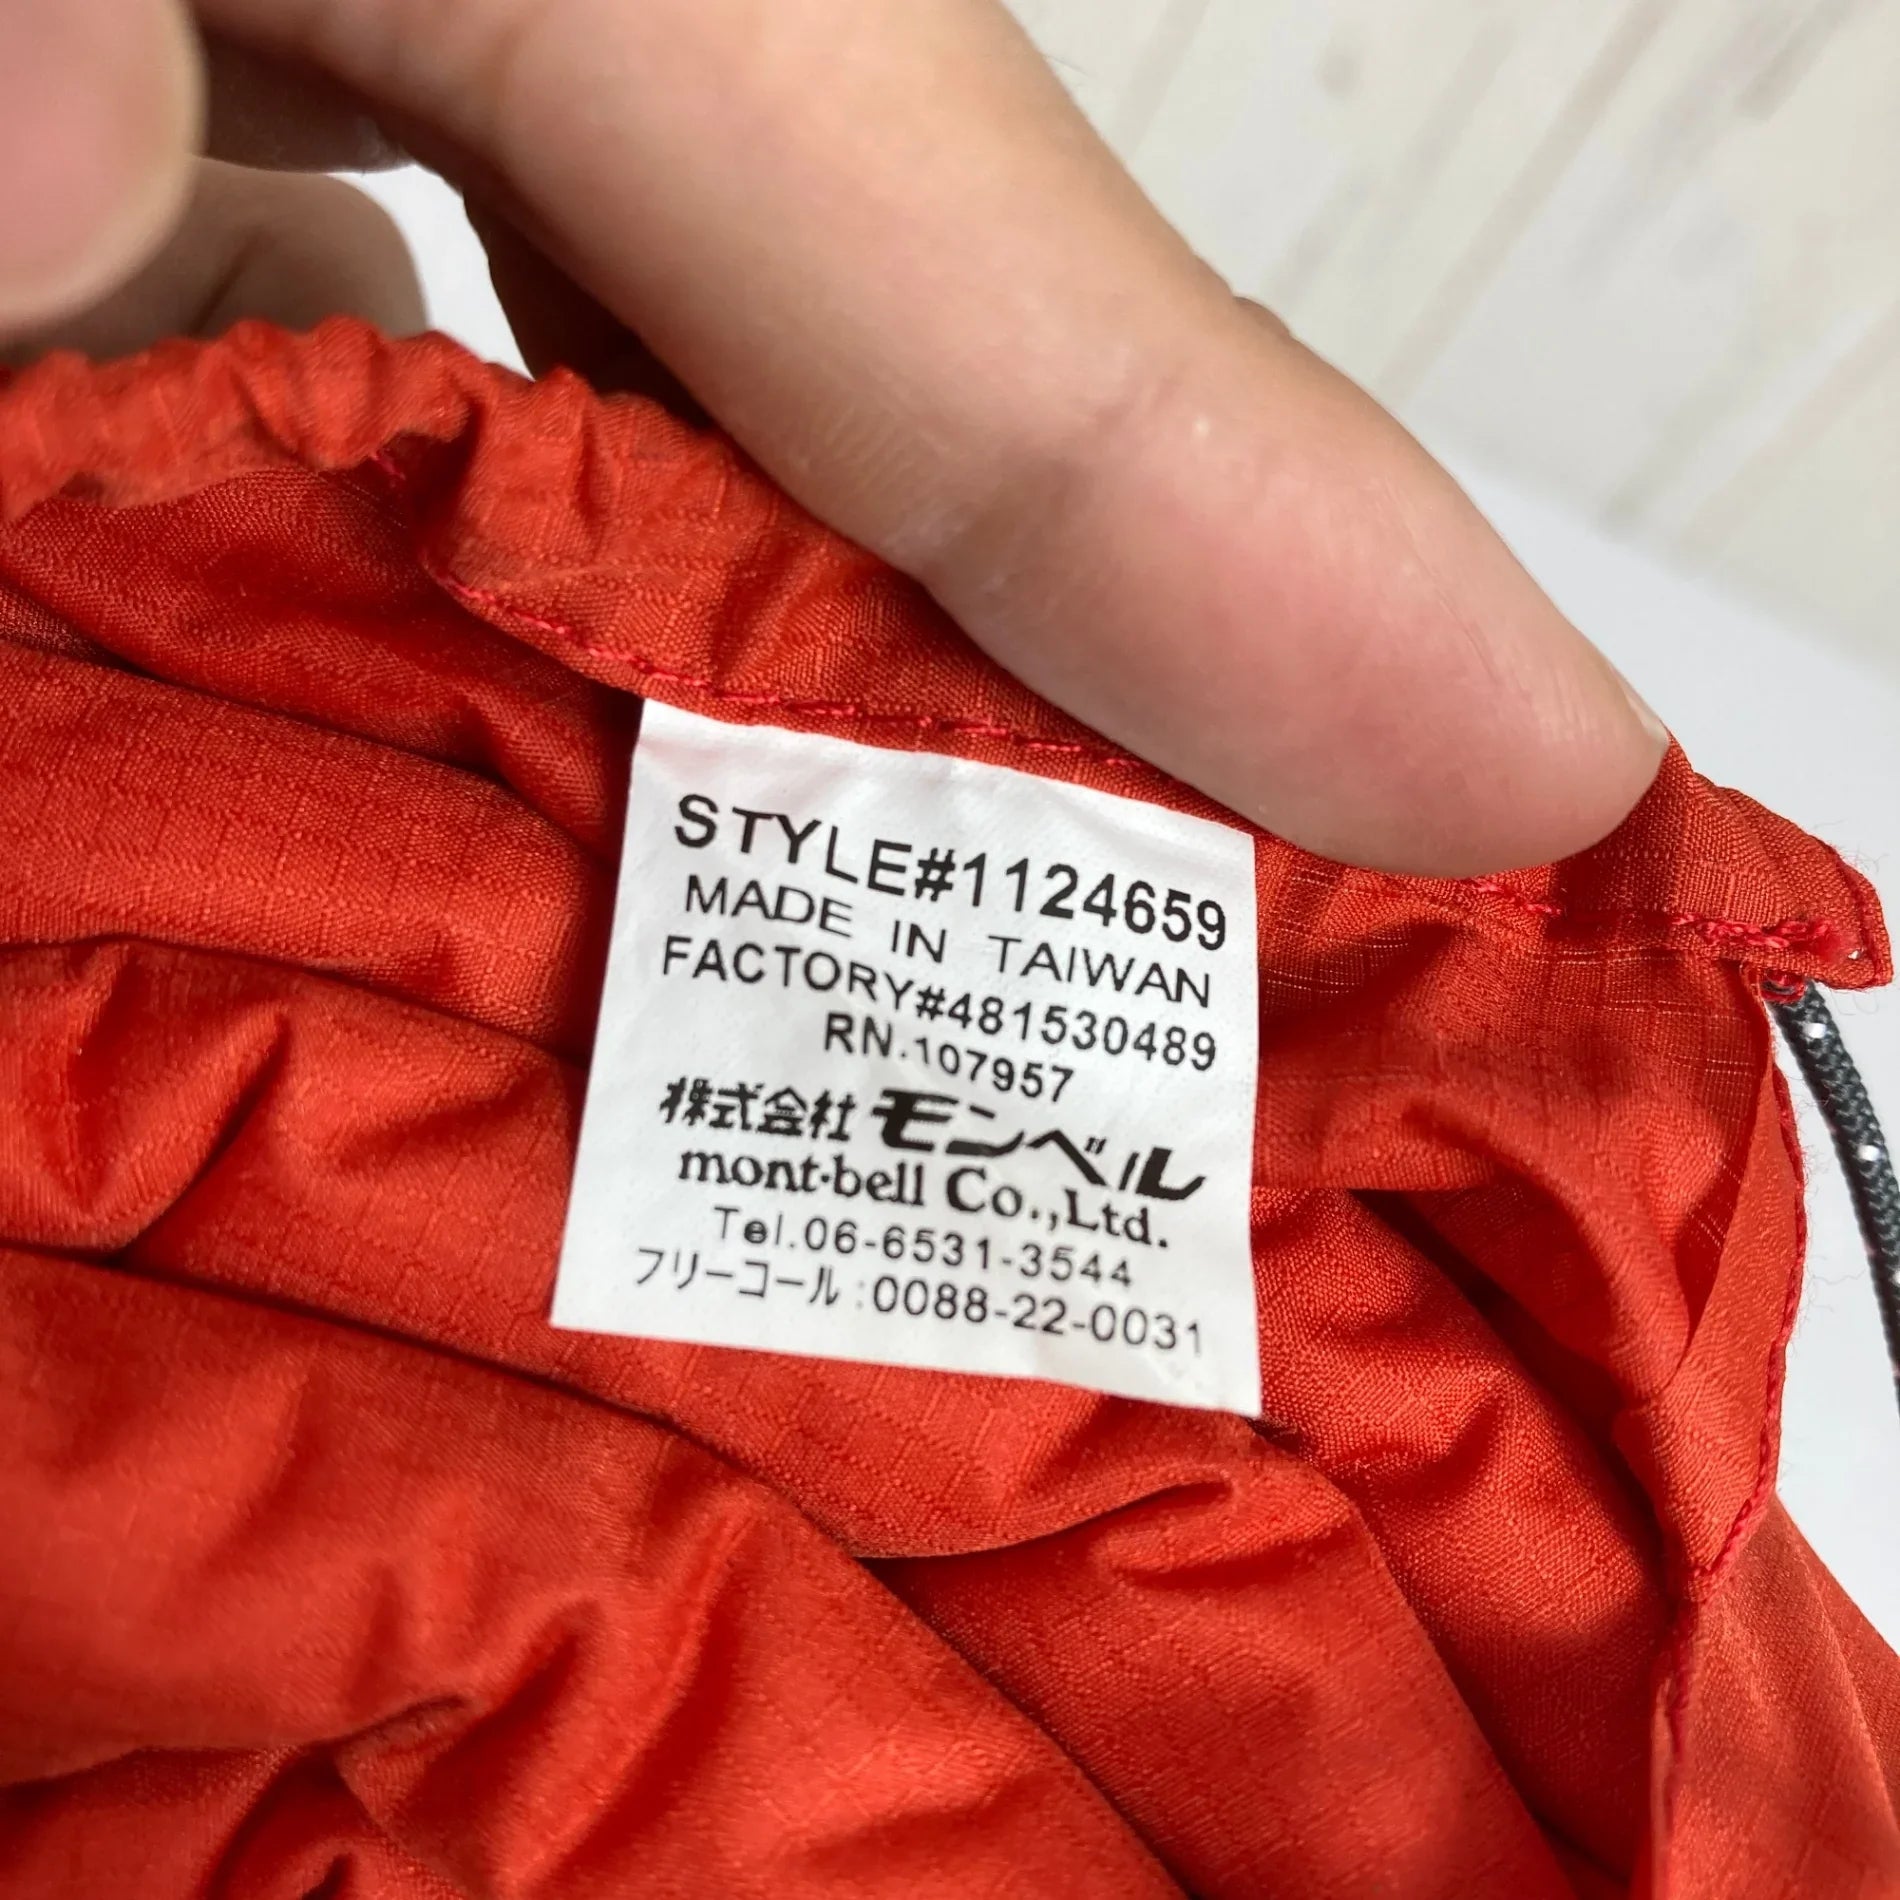 STYLE#1124659
MADE IN TAIWAN
FACTORY#481530489
RN.107957
株式会社モンベル
mont-bell Co.,Ltd.
Tel.06-6531-3544
フリーコール:0088-22-0031